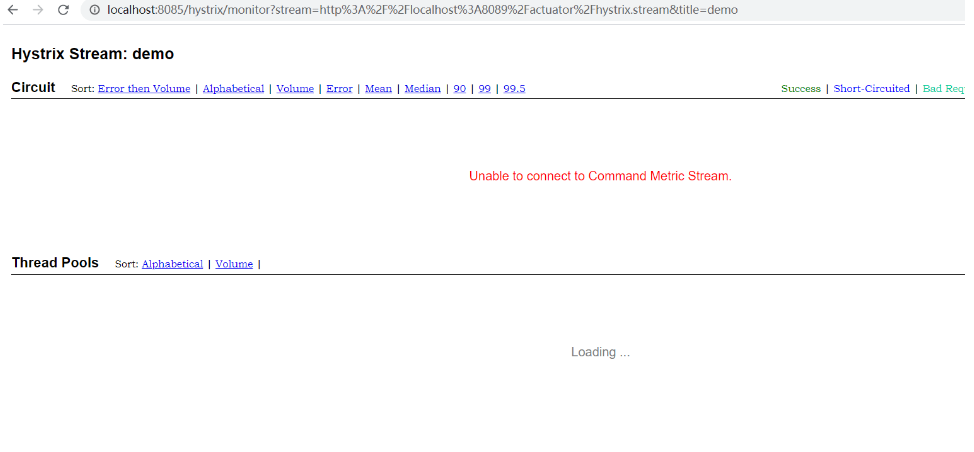 localhost:8085/hystrix/monitor?stream=http%3A%2F%2Flocalhost%3A8089%2Factuator%2Fhystrix.stream&title=demo
Hystrix Stream: demo
Circuit Sort: Error then Volume | Alphabetical | Volume | Error | Mean | Median | 90 | 99 | 99.5 Success | Short-Circuited | Bad Req
Unable to connect to Command Metric Stream.
Thread Pools Sort: Alphabetical | Volume |
Loading ...